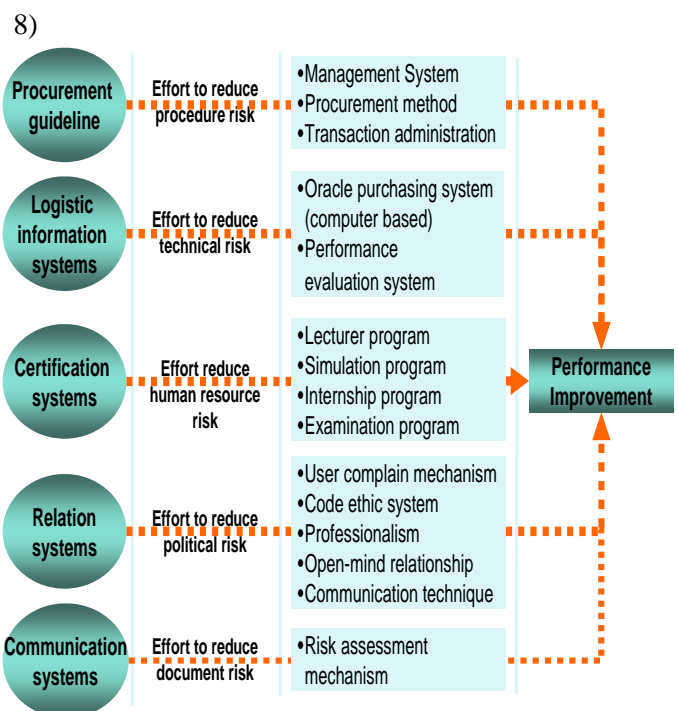 8)
Procurement
guideline
Effort to reduce
procedure risk
•Management System
•Procurement method
•Transaction administration
Logistic
information
systems
Effort to reduce
technical risk
•Oracle purchasing system
(computer based)
•Performance
evaluation system
Certification
systems
Effort reduce
human resource
risk
•Lecturer program
•Simulation program
•Internship program
•Examination program
Performance
Improvement
Relation
systems
Effort to reduce
political risk
•User complain mechanism
•Code ethic system
•Professionalism
•Open-mind relationship
•Communication technique
Communication
systems
Effort to reduce
document risk
•Risk assessment
mechanism